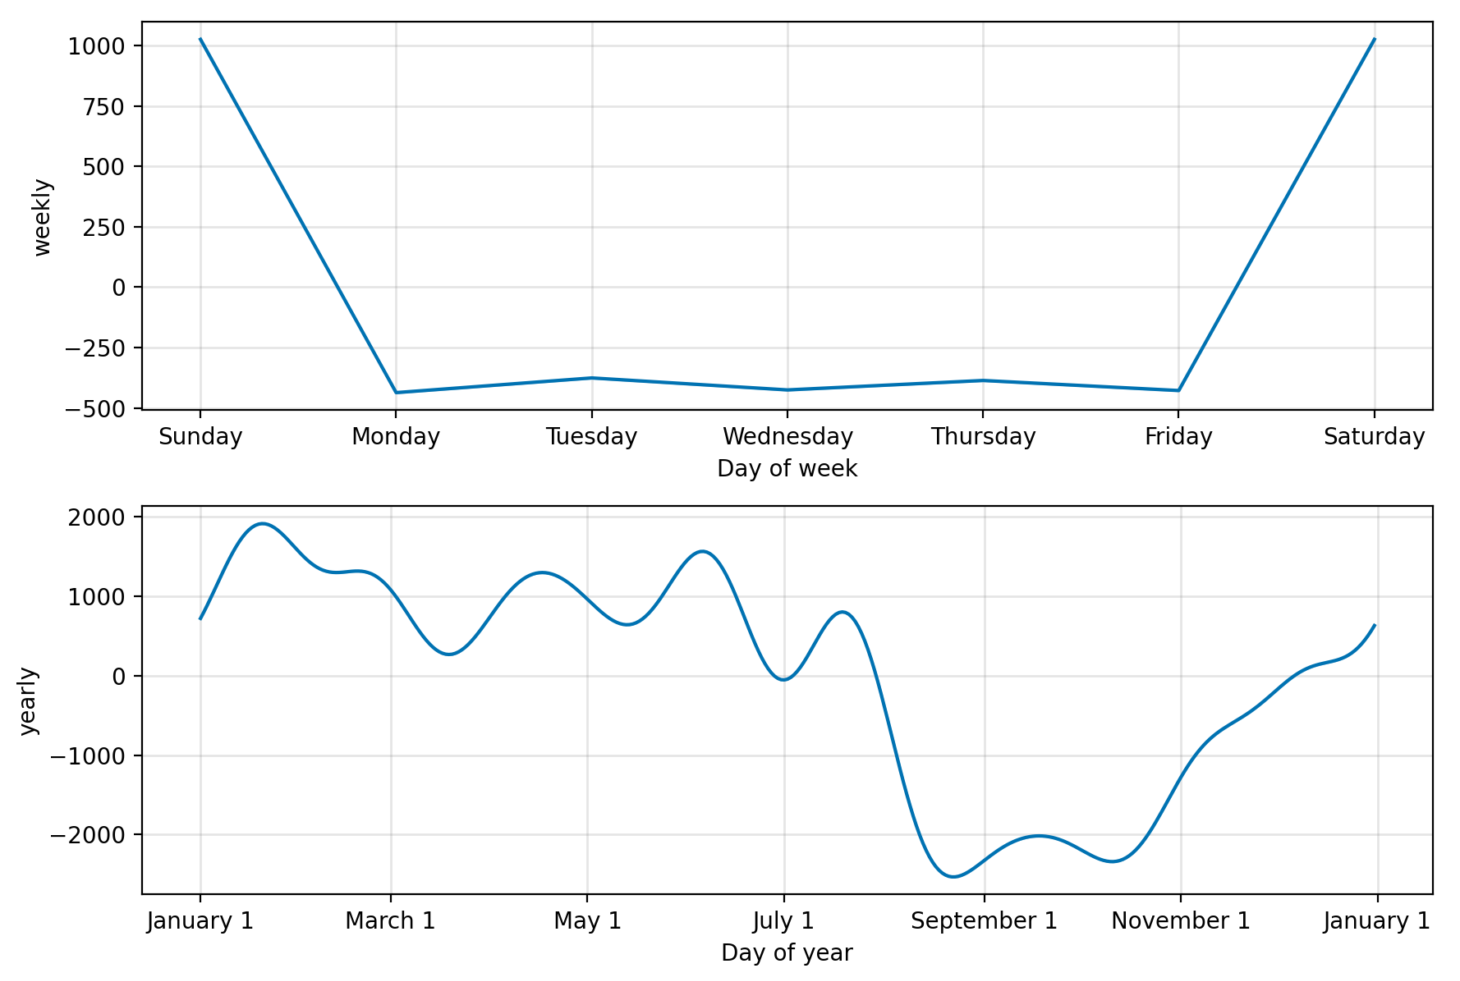 1000
750
500
250
0
−250
−500
weekly
Sunday Monday Tuesday Wednesday Thursday Friday Saturday
Day of week
2000
1000
0
−1000
−2000
yearly
January 1 March 1 May 1 July 1 September 1 November 1 January 1
Day of year